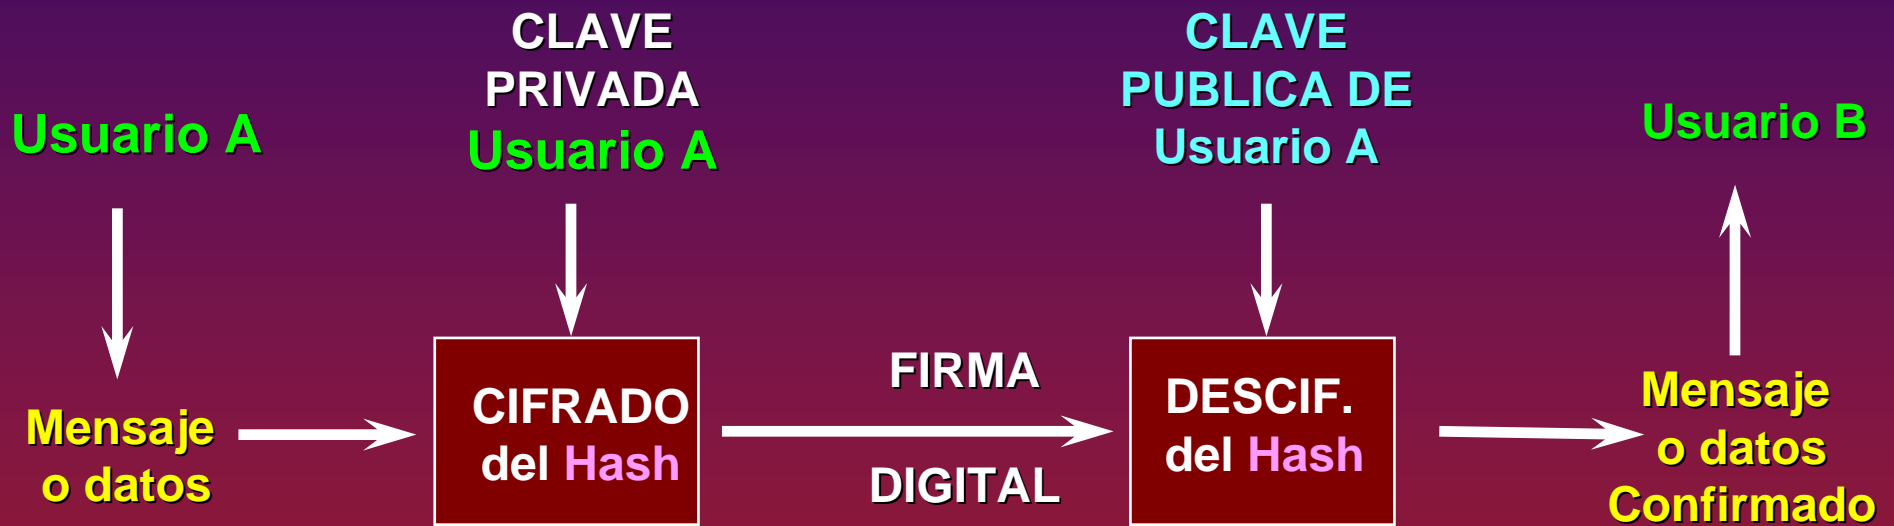 Usuario A
CLAVE
PRIVADA
Usuario A
CLAVE
PUBLICA DE
Usuario A
Usuario B
Mensaje
o datos
CIFRADO
del Hash
FIRMA
DIGITAL
DESCIF.
del Hash
Mensaje
o datos
Confirmado